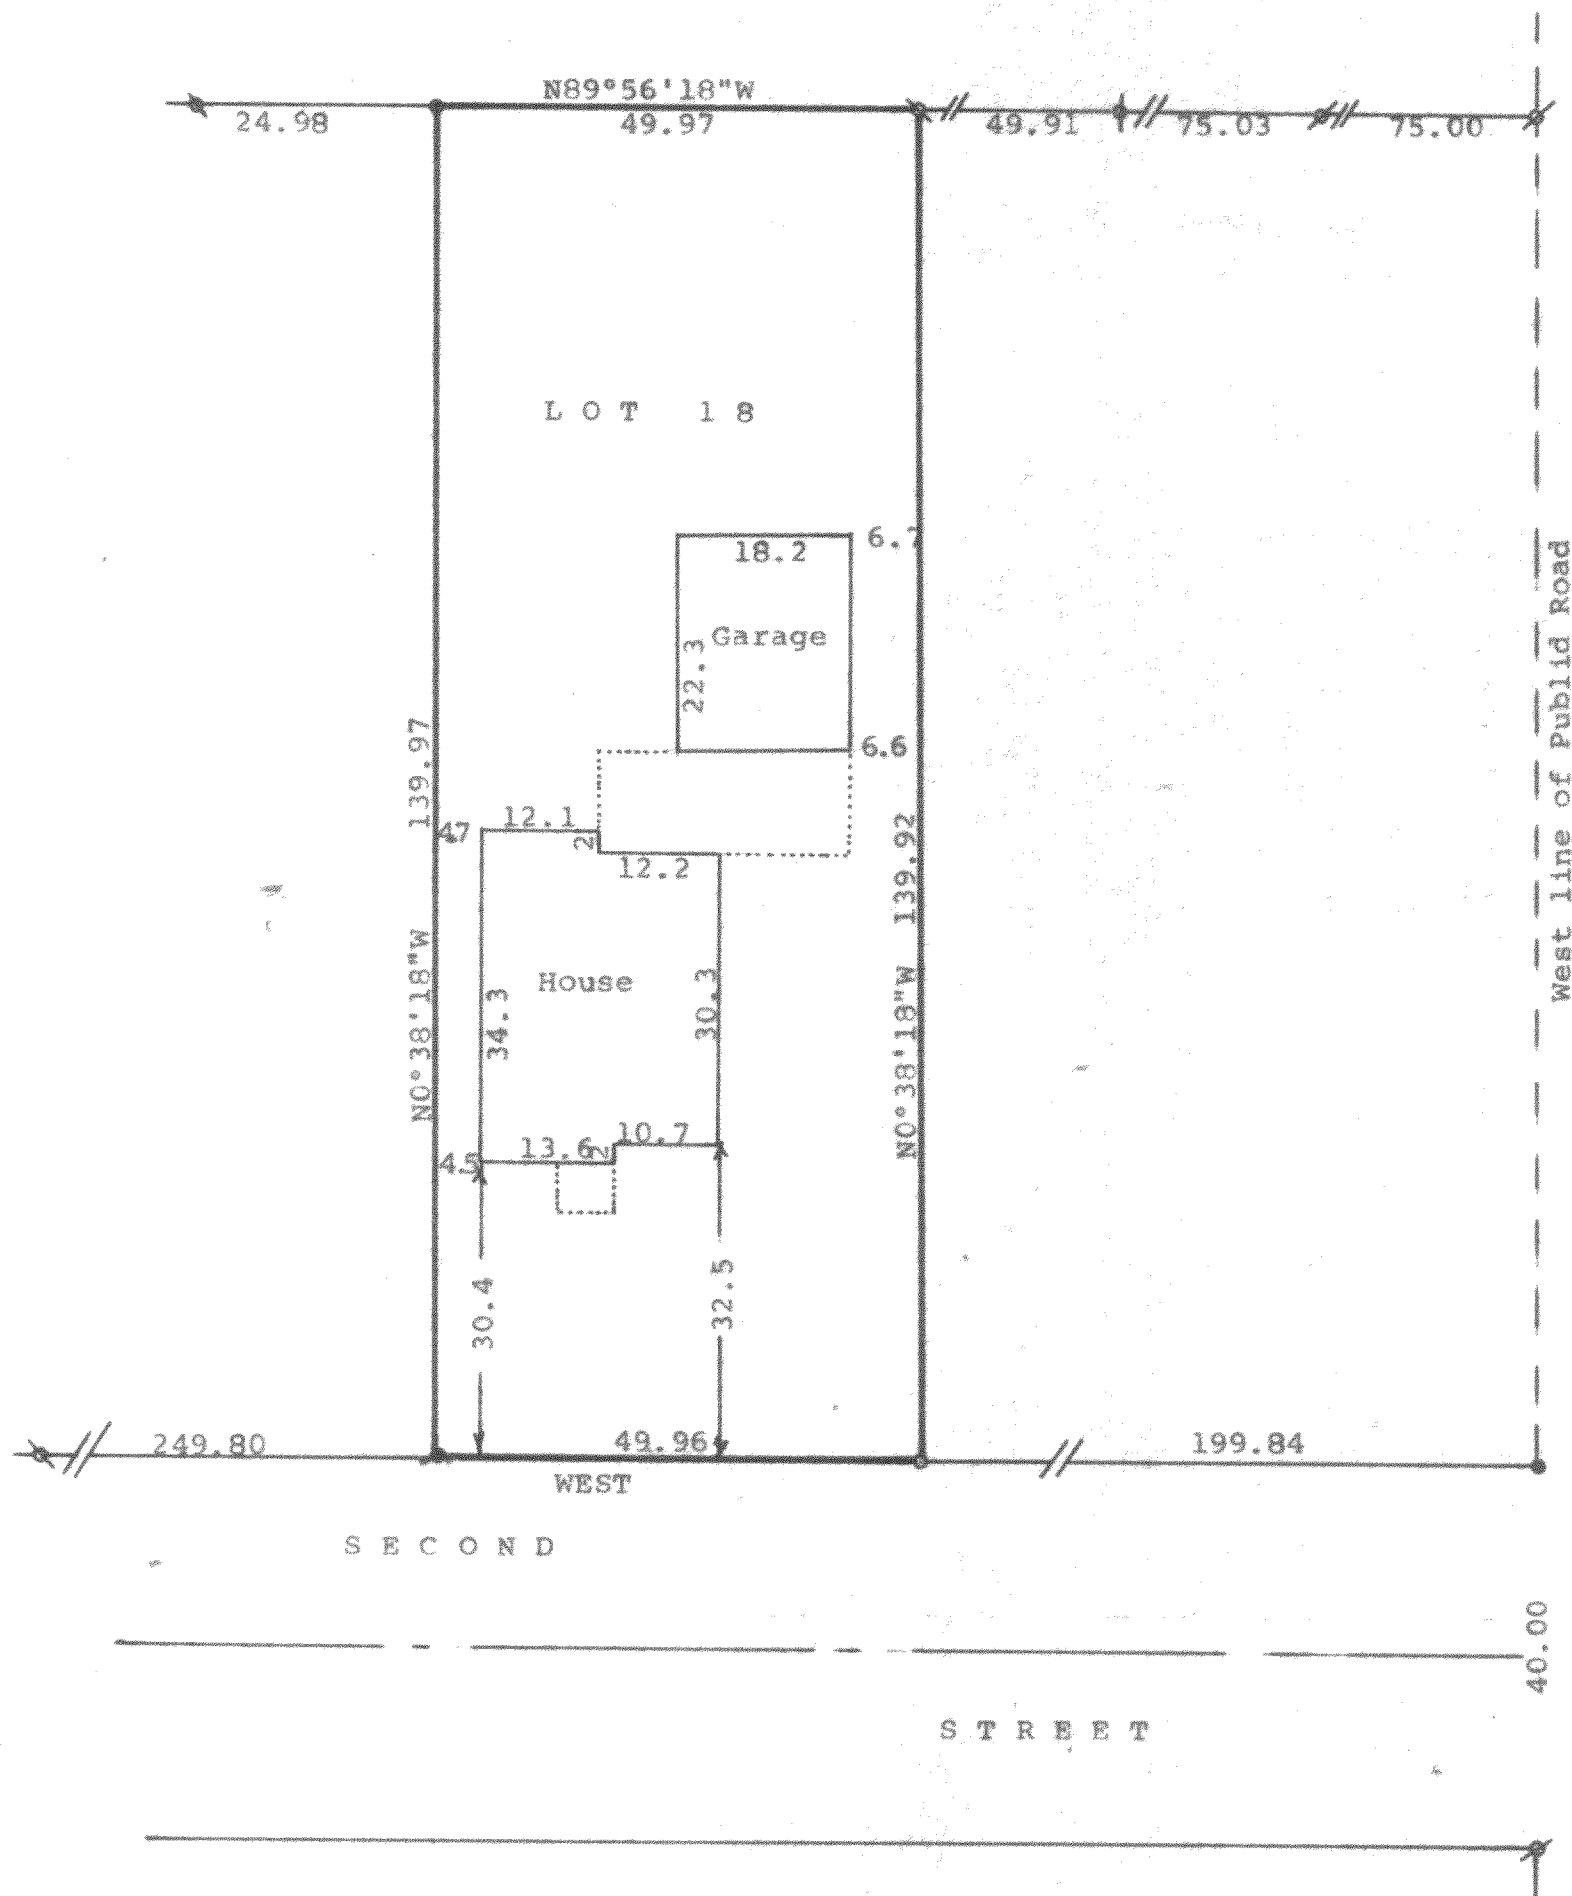 N89°56'18"W
24.98
49.97
49.91
75.03
75.00
LOT 18
18.2
6.7
Garage
22.3
6.6
West line of Publid Road
139.97
12.1
47
2
12.2
139.92
House
34.3
30.3
N0°38'18"W
N0°38'18"W
10.7
13.6
2
4.5
30.4
32.5
249.80
49.96
199.84
WEST
SECOND
40.00
STREET